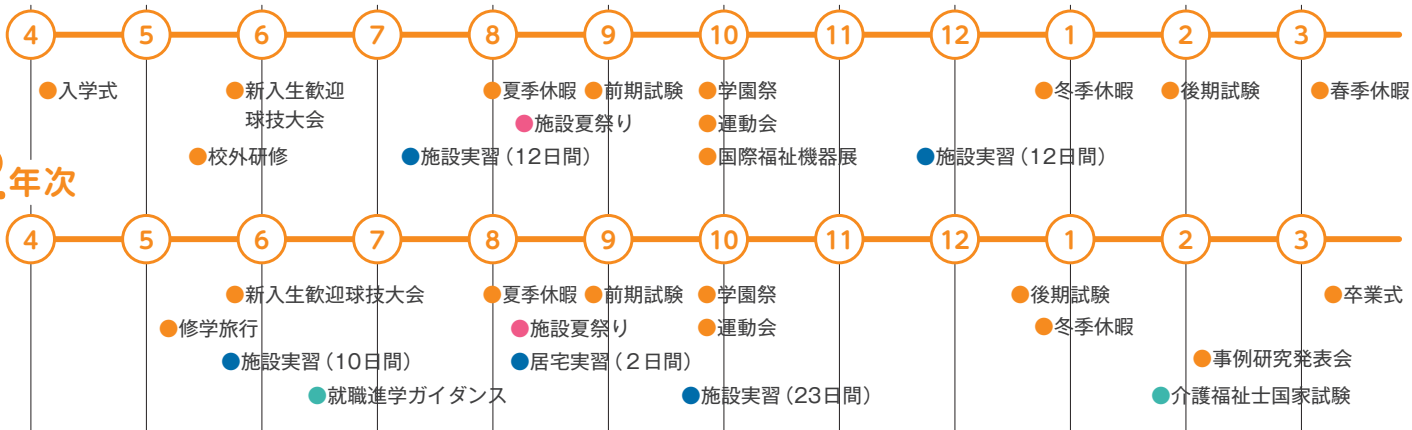 4 5 6 7 8 9 10 11 12 1 2 3
入学式 新入生歓迎 夏季休暇 前期試験 学園祭 冬季休暇 後期試験 春季休暇
球技大会 施設夏祭り 運動会
校外研修 施設実習（12日間） 国際福祉機器展 施設実習（12日間）
年次
4 5 6 7 8 9 10 11 12 1 2 3
新入生歓迎球技大会 夏季休暇 前期試験 学園祭 後期試験 卒業式
修学旅行 施設夏祭り 運動会 冬季休暇
施設実習（10日間） 居宅実習（２日間） 事例研究発表会
就職進学ガイダンス 施設実習（23日間） 介護福祉士国家試験